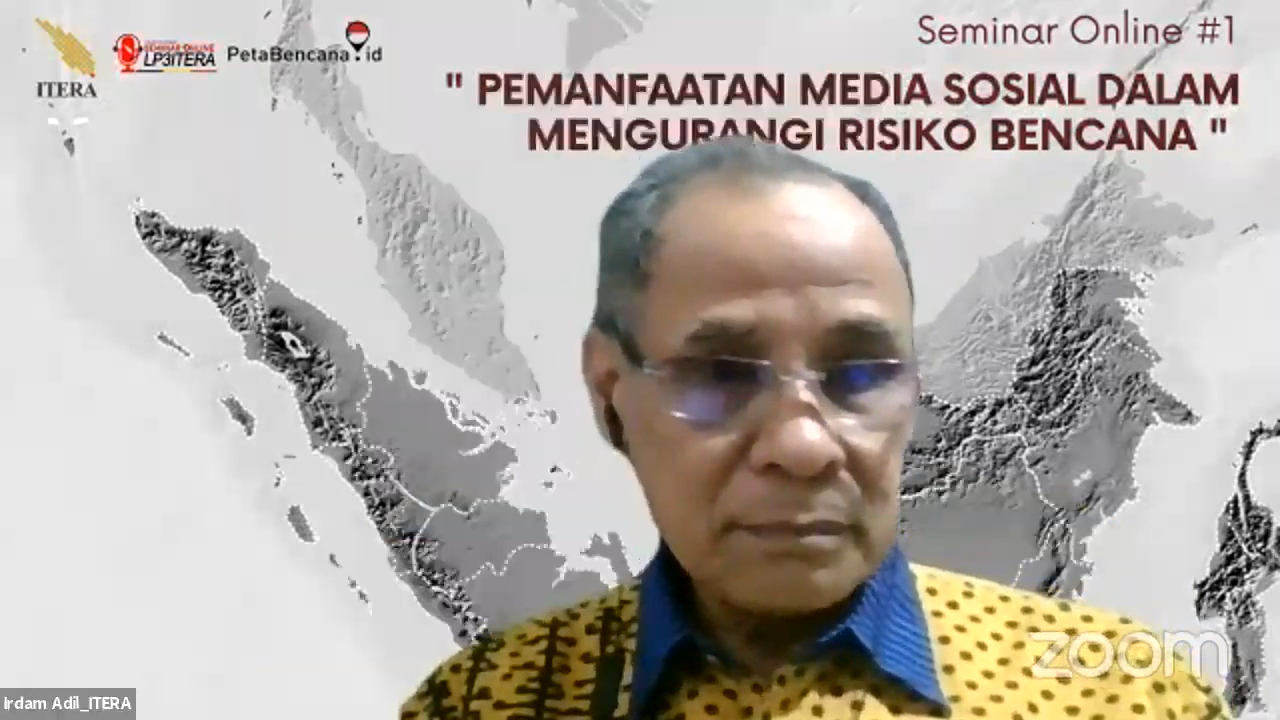 Seminar Online #1
SEMINAR ONLINE
LP3ITERA
PetaBencana.id
ITERA
" PEMANFAATAN MEDIA SOSIAL DALAM
MENGURANGI RISIKO BENCANA "
zoom
Irdam Adil_ITERA